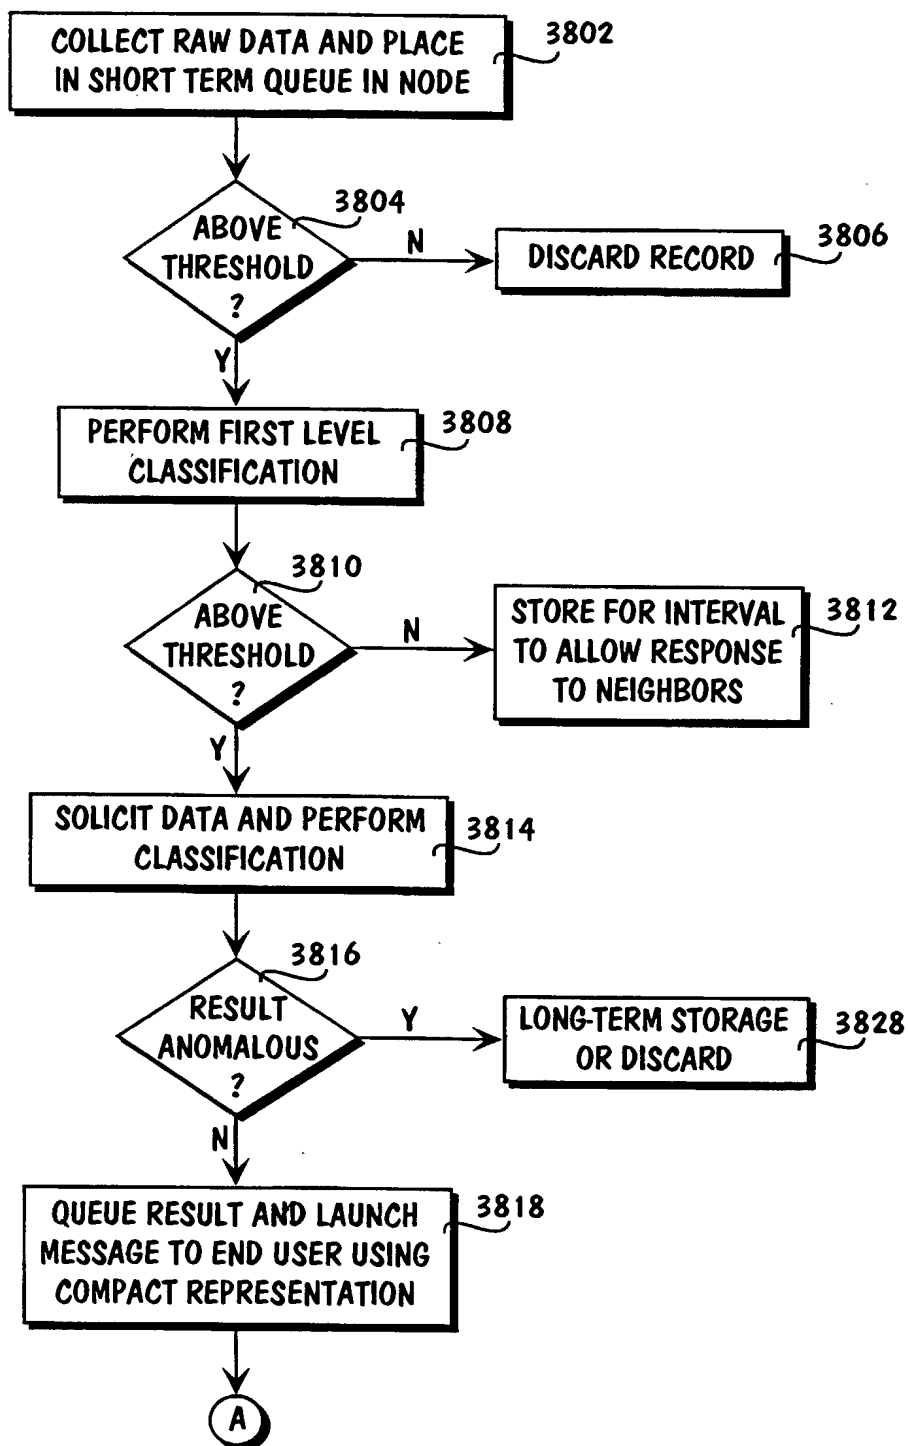 COLLECT RAW DATA AND PLACE
IN SHORT TERM QUEUE IN NODE
3802
3804
ABOVE
THRESHOLD
?
N
DISCARD RECORD
3806
Y
PERFORM FIRST LEVEL
CLASSIFICATION
3808
3810
ABOVE
THRESHOLD
?
N
STORE FOR INTERVAL
TO ALLOW RESPONSE
TO NEIGHBORS
3812
Y
SOLICIT DATA AND PERFORM
CLASSIFICATION
3814
3816
RESULT
ANOMALOUS
?
Y
LONG-TERM STORAGE
OR DISCARD
3828
N
QUEUE RESULT AND LAUNCH
MESSAGE TO END USER USING
COMPACT REPRESENTATION
3818
A